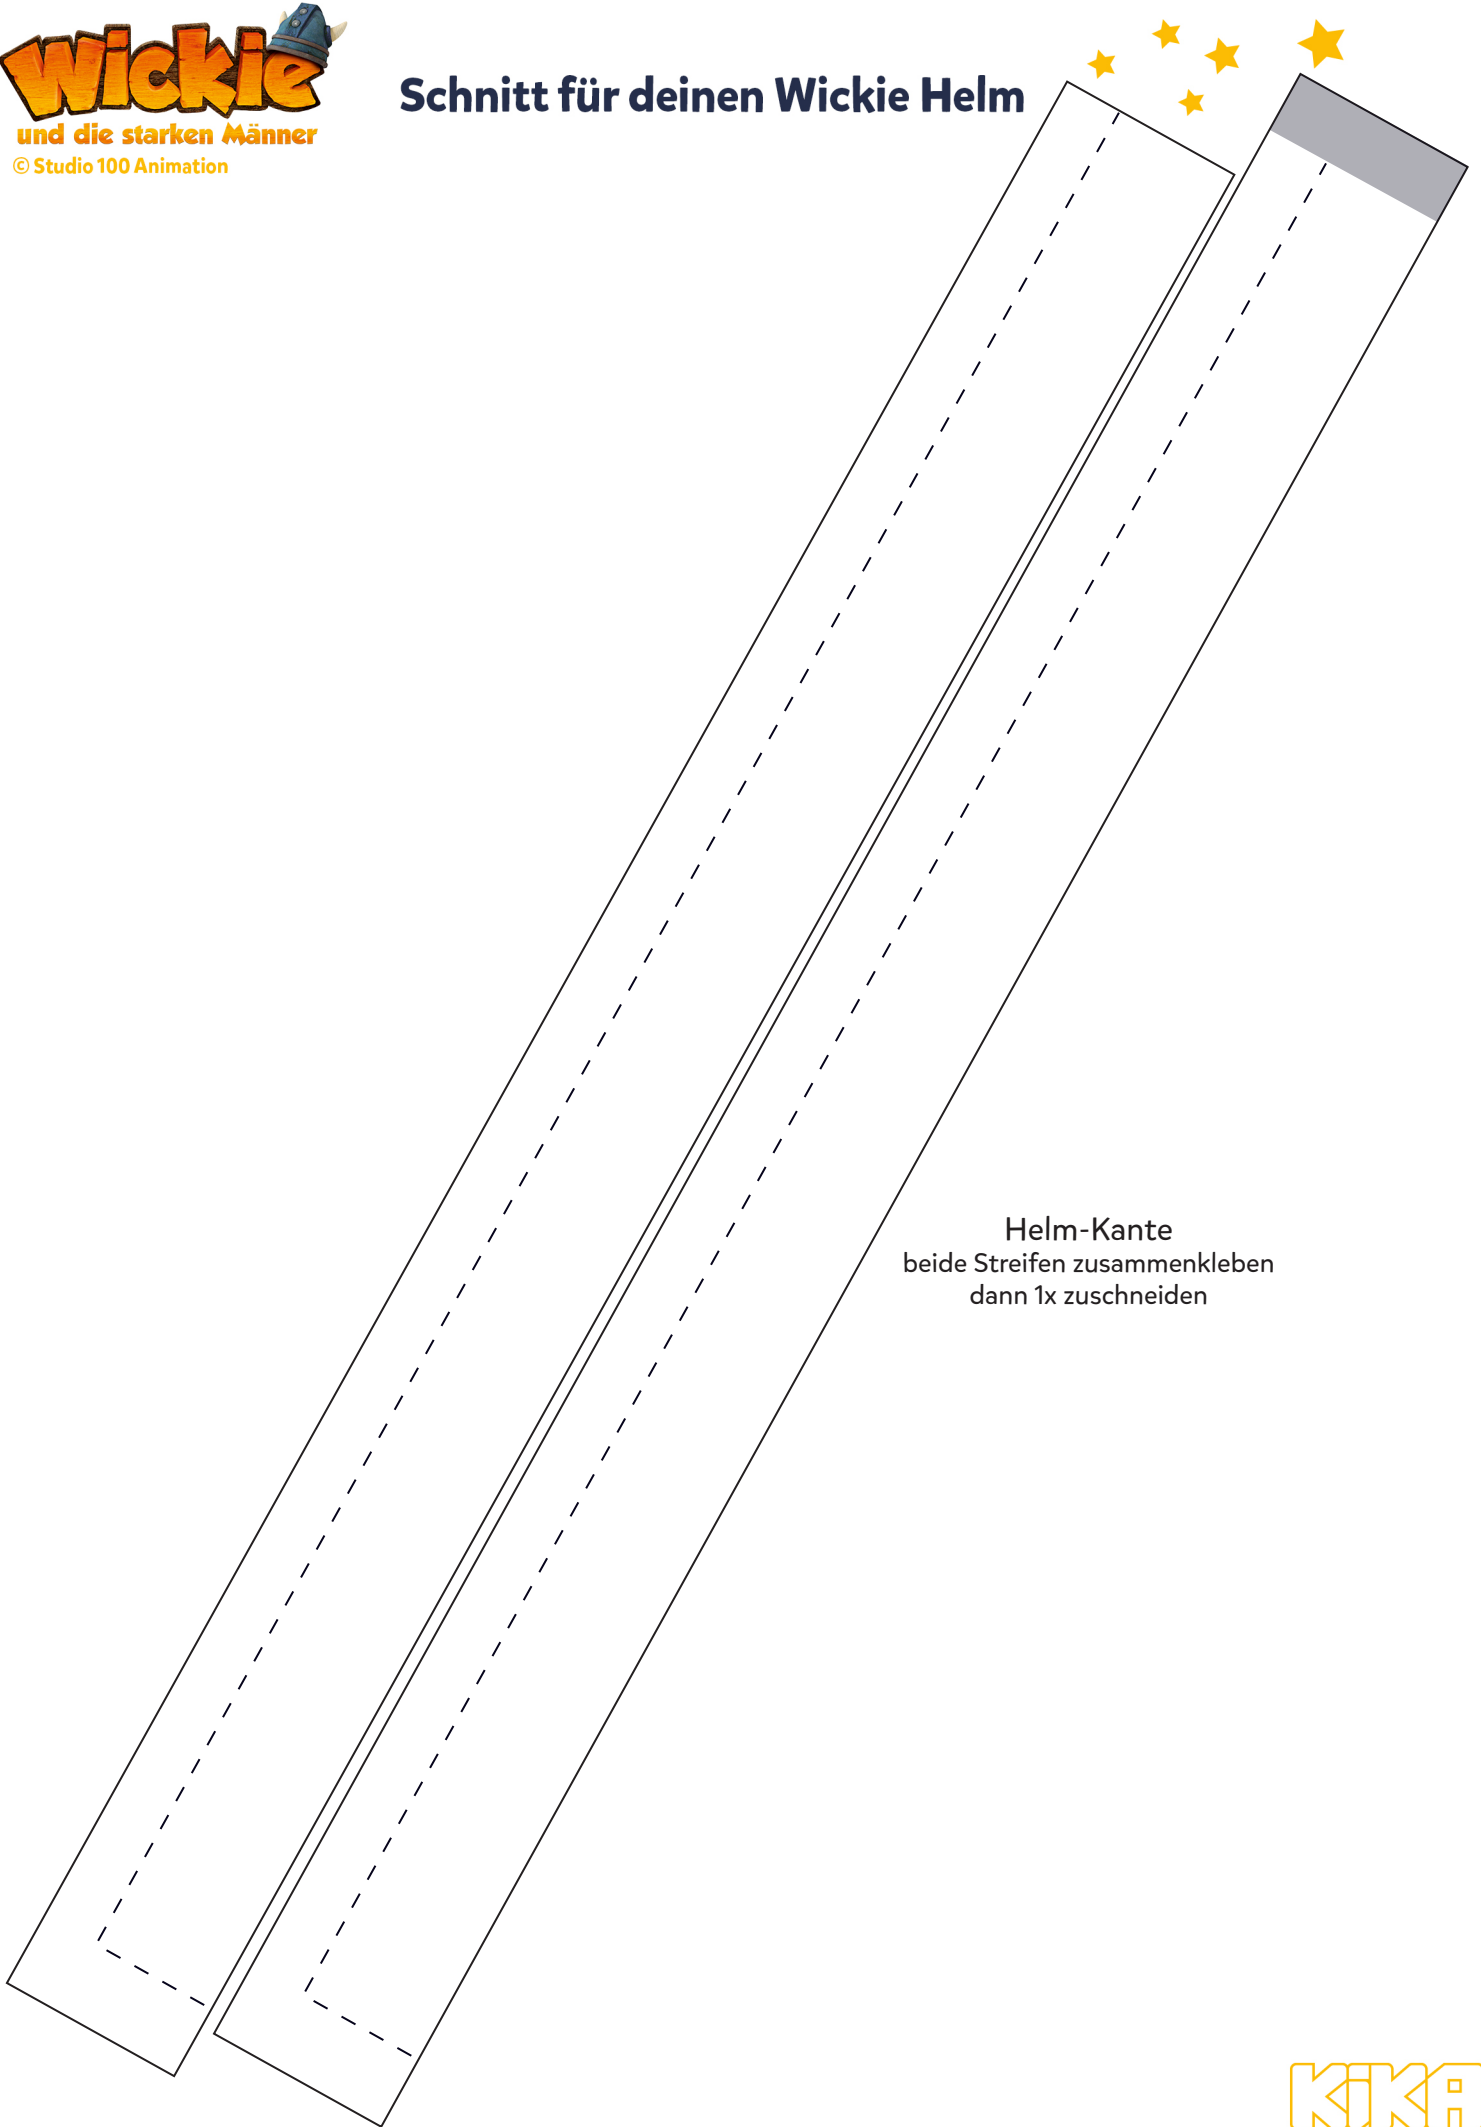 Wickie
und die starken Männer
© Studio 100 Animation
Schnitt für deinen Wickie Helm
Helm-Kante
beide Streifen zusammenkleben
dann 1x zuschneiden
KiKA